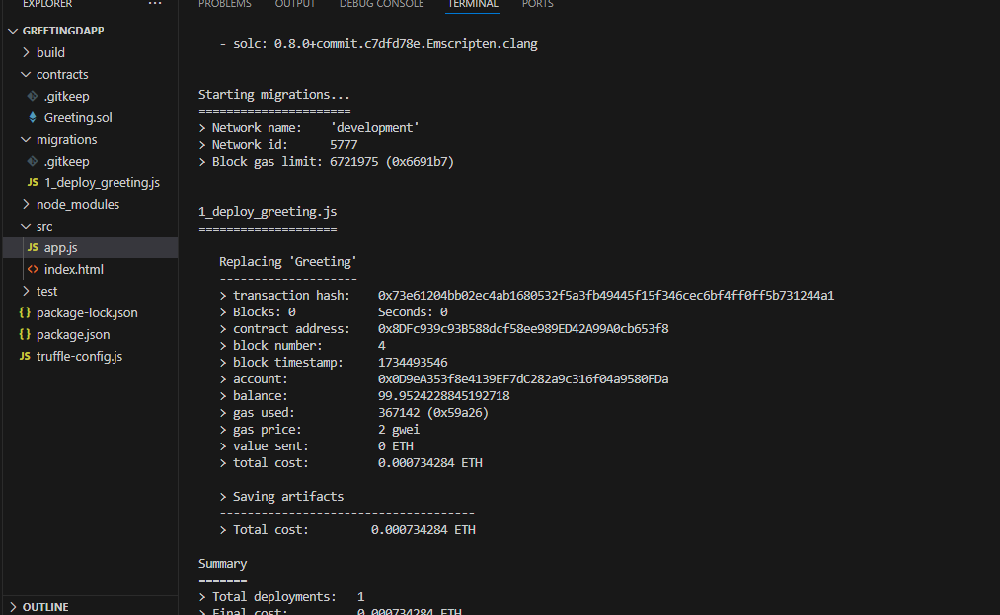 EXPLORER
GREETINGDAPP
build
contracts
.gitkeep
Greeting.sol
migrations
.gitkeep
JS 1_deploy_greeting.js
node_modules
src
JS app.js
<> index.html
test
{} package-lock.json
{} package.json
JS truffle-config.js
OUTLINE
PROBLEMS OUTPUT DEBUG CONSOLE TERMINAL PORTS
- solc: 0.8.0+commit.c7dfd78e.Emscripten.clang
Starting migrations...
======================
> Network name: 'development'
> Network id: 5777
> Block gas limit: 6721975 (0x6691b7)
1_deploy_greeting.js
====================
Replacing 'Greeting'
--------------------
> transaction hash: 0x73e61204bb02ec4ab1680532f5a3fb49445f15f346cec6bf4ff0ff5b731244a1
> Blocks: 0 Seconds: 0
> contract address: 0x8DFc939c93B588dcf58ee989ED42A99A0cb653f8
> block number: 4
> block timestamp: 1734493546
> account: 0x0D9eA353f8e4139EF7dC282a9c316f04a9580FDa
> balance: 99.9524228845192718
> gas used: 367142 (0x59a26)
> gas price: 2 gwei
> value sent: 0 ETH
> total cost: 0.000734284 ETH
> Saving artifacts
-------------------------------------
> Total cost: 0.000734284 ETH
Summary
=======
> Total deployments: 1
> Final cost: 0.000734284 ETH